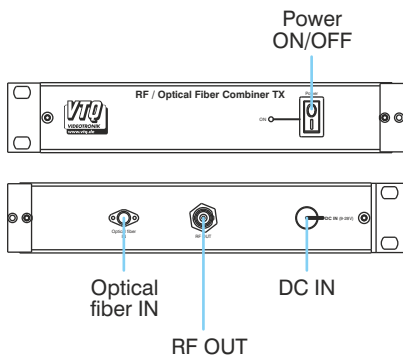 Power
ON/OFF
RF / Optical Fiber Combiner TX
Power
VTQ
VIDEOTRONIK
www.vtq.de
ON
Optical fiber
RF OUT
DC IN (9-28V)
Optical
fiber IN
DC IN
RF OUT